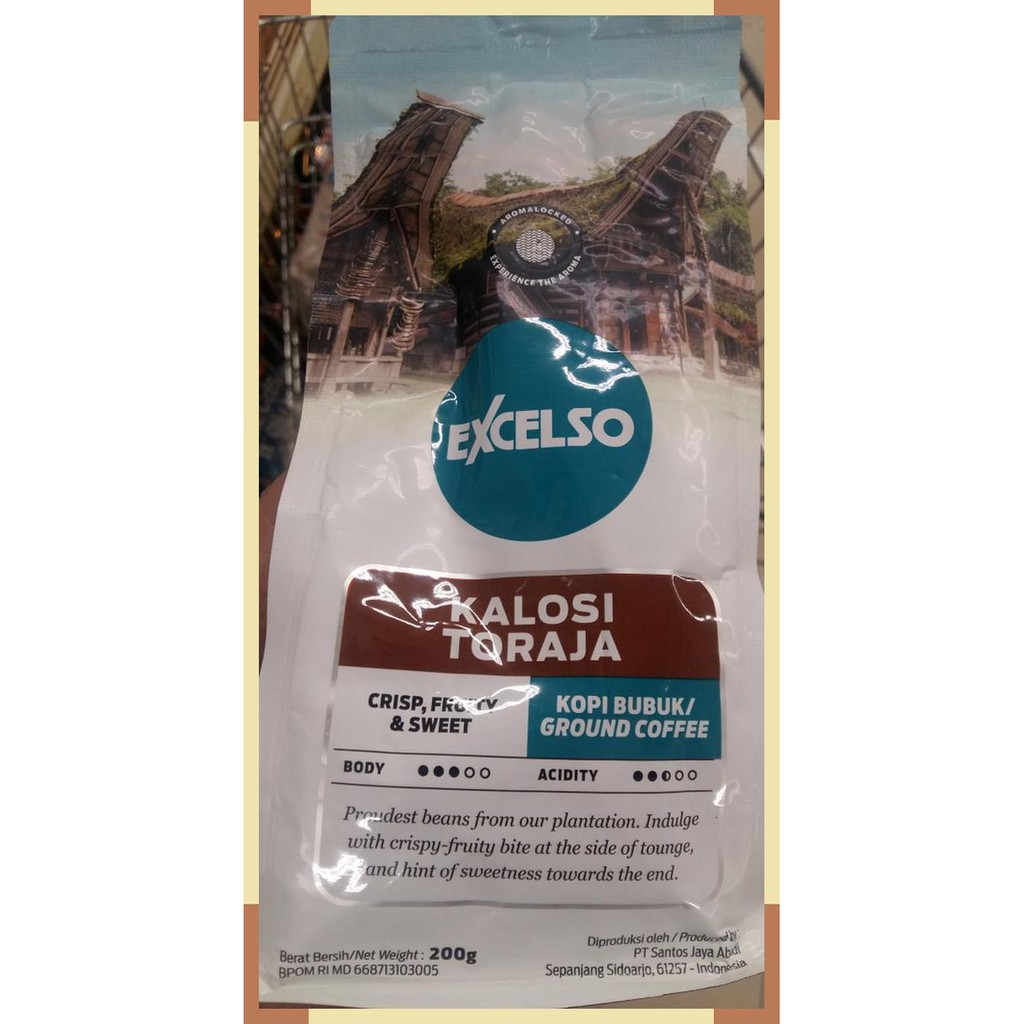 AROMALOCKED
EXPERIENCE THE AROMA
EXCELSO
KALOSI
TORAJA
CRISP, FRUITY
& SWEET
KOPI BUBUK/
GROUND COFFEE
BODY
ACIDITY
Proudest beans from our plantation. Indulge
with crispy-fruity bite at the side of tounge,
and hint of sweetness towards the end.
Berat Bersih/Net Weight : 200g
BPOM RI MD 668713103005
Diproduksi oleh / Produced by:
PT Santos Jaya Abadi
Sepanjang Sidoarjo, 61257 - Indonesia